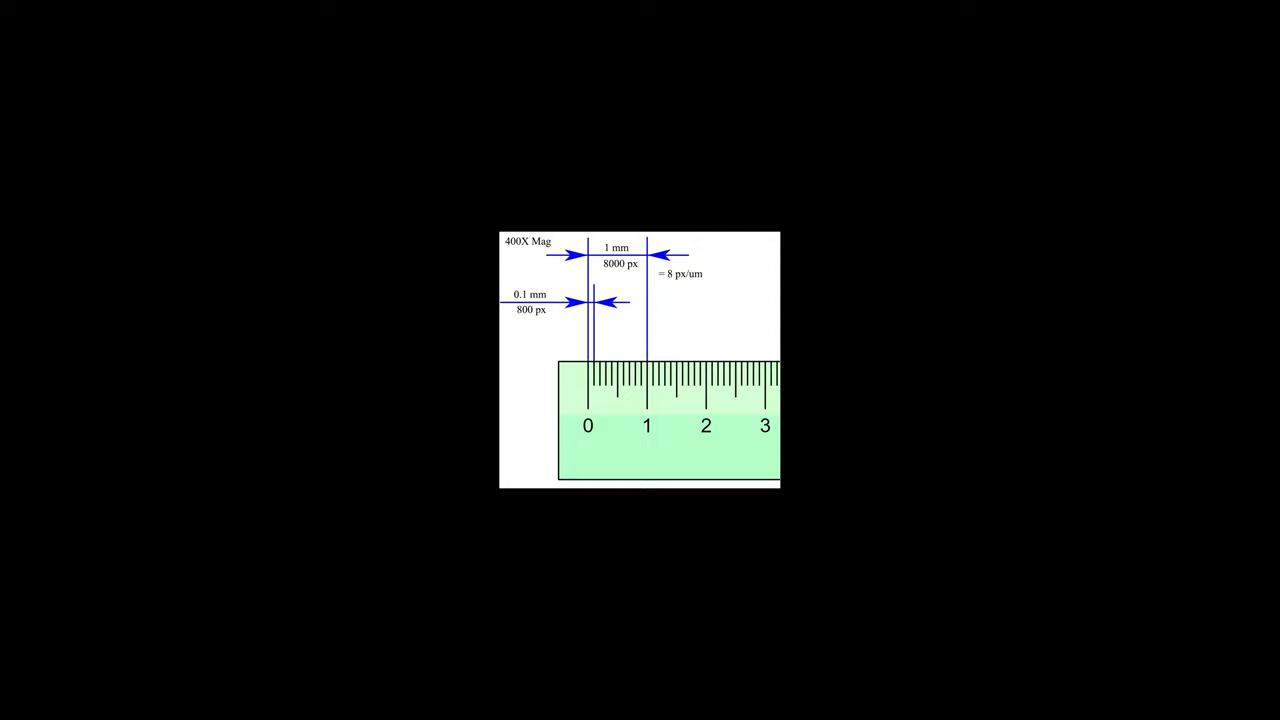 400X Mag
1 mm
8000 px
= 8 px/um
0.1 mm
800 px
0 1 2 3